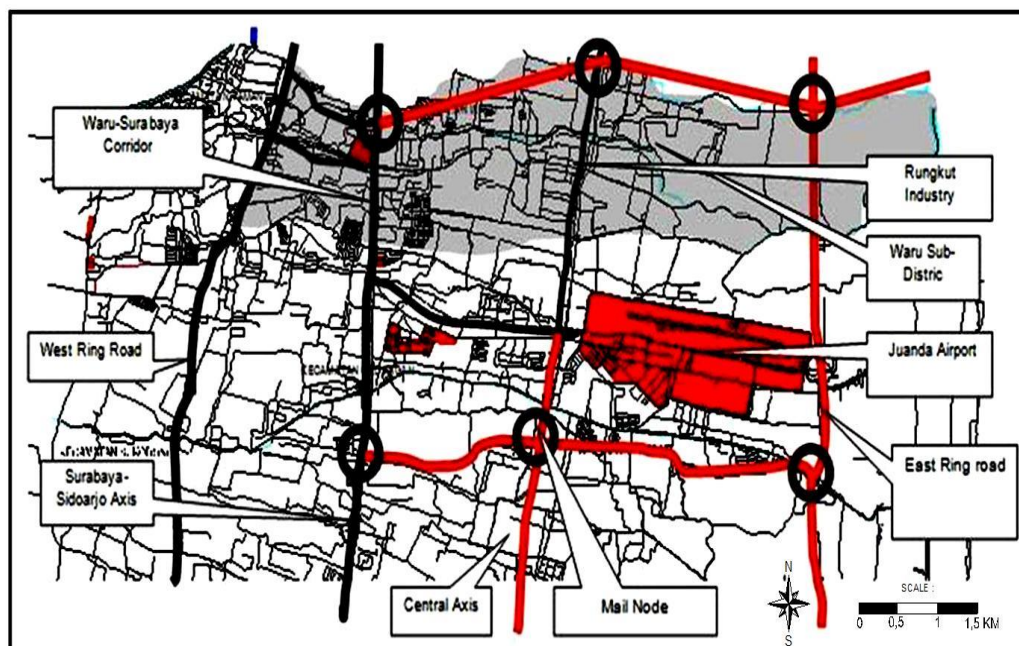 Waru-Surabaya
Corridor
Rungkut
Industry
Waru Sub-
Distric
West Ring Road
Juanda Airport
Surabaya-
Sidoarjo Axis
East Ring road
Central Axis
Mail Node
N
S
SCALE :
0 0,5 1 1,5 KM